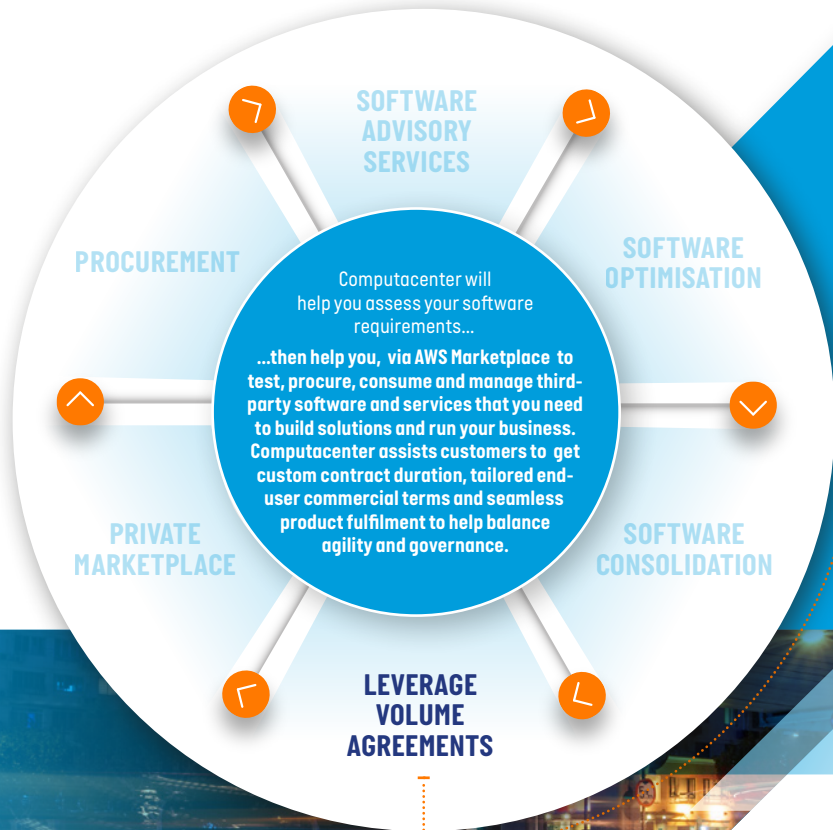 SOFTWARE
ADVISORY
SERVICES
SOFTWARE
OPTIMISATION
SOFTWARE
CONSOLIDATION
LEVERAGE
VOLUME
AGREEMENTS
PRIVATE
MARKETPLACE
PROCUREMENT
Computacenter will
help you assess your software
requirements...
...then help you, via AWS Marketplace to
test, procure, consume and manage third-
party software and services that you need
to build solutions and run your business.
Computacenter assists customers to get
custom contract duration, tailored end-
user commercial terms and seamless
product fulfilment to help balance
agility and governance.